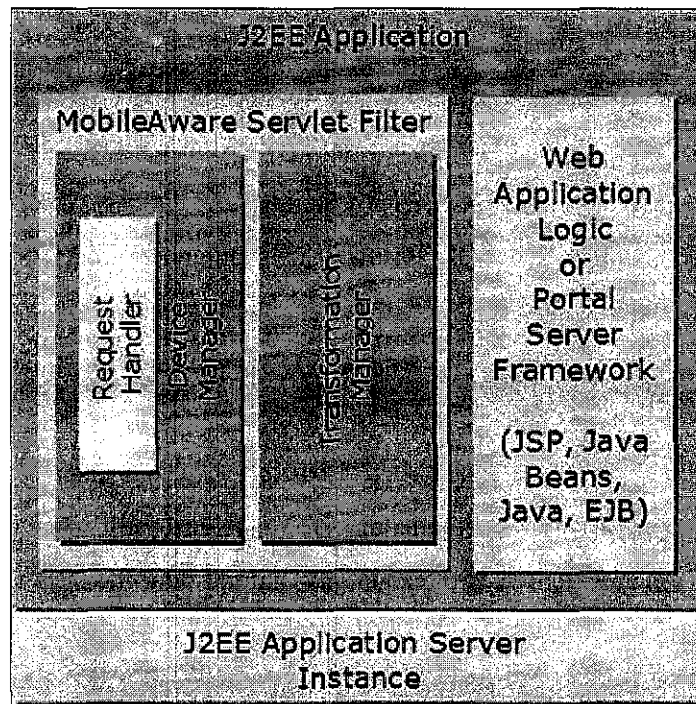 J2EE Application
MobileAware Servlet Filter
Request
Handler
Device
Manager
Transformation
Manager
Web
Application
Logic
or
Portal
Server
Framework
(JSP, Java
Beans,
Java, EJB)
J2EE Application Server
Instance